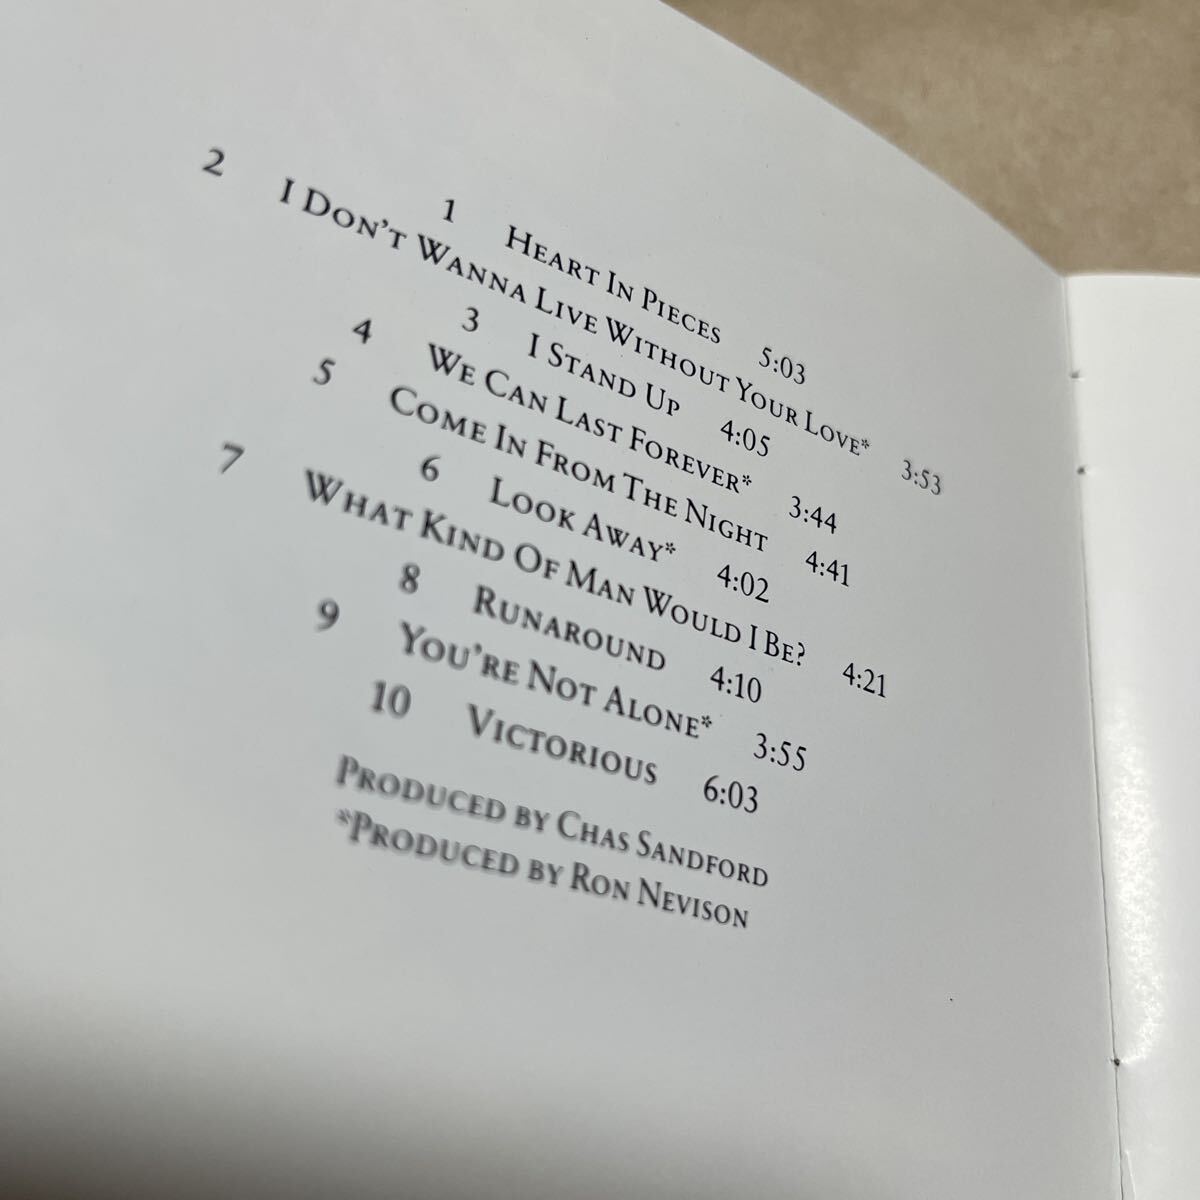 1 Heart In Pieces 5:03
2 I Don't Wanna Live Without Your Love* 3:53
3 I Stand Up 4:05
4 We Can Last Forever* 3:44
5 Come In From The Night 4:41
6 Look Away* 4:02
7 What Kind Of Man Would I Be? 4:21
8 Runaround 4:10
9 You're Not Alone* 3:55
10 Victorious 6:03
Produced by Chas Sandford
*Produced by Ron Nevison